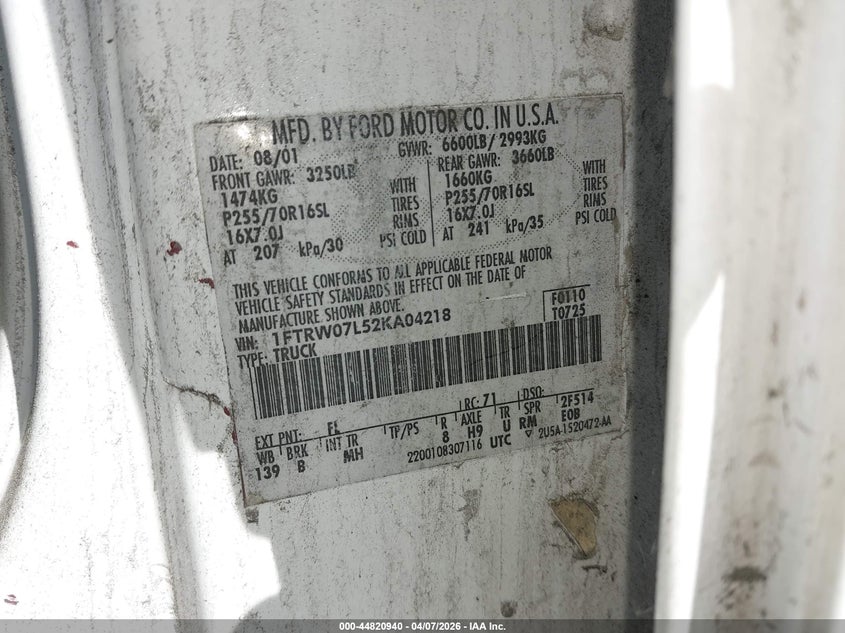 MFD. BY FORD MOTOR CO. IN U.S.A.
DATE: 08/01 GVWR: 6600LB/ 2993KG
FRONT GAWR: 3250LB REAR GAWR: 3660LB
1474KG WITH 1660KG WITH
P255/70R16SL TIRES P255/70R16SL TIRES
16X7.0J RIMS 16X7.0J RIMS
AT 207 kPa/30 PSI COLD AT 241 kPa/35 PSI COLD
THIS VEHICLE CONFORMS TO ALL APPLICABLE FEDERAL MOTOR
VEHICLE SAFETY STANDARDS IN EFFECT ON THE DATE OF
MANUFACTURE SHOWN ABOVE.
F0110
VIN: 1FTRW07L52KA04218 T0725
TYPE: TRUCK
EXT PNT: RC: 71 DSO:
WB BRK INT TR TP/PS R AXLE TR SPR 2F514
139 B MH 8 H9 U RM EOB
2200108307116 UTC ▽ 2U5A-1520472-AA
000-44820940 - 04/07/2026 - IAA Inc.